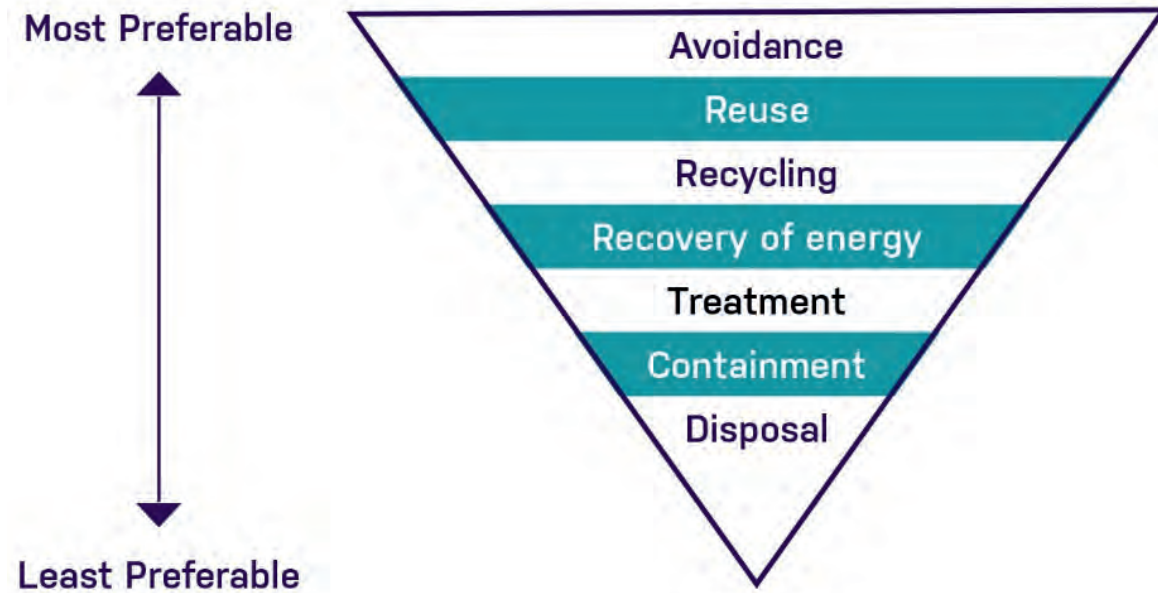 Most Preferable
Avoidance
Reuse
Recycling
Recovery of energy
Treatment
Containment
Disposal
Least Preferable